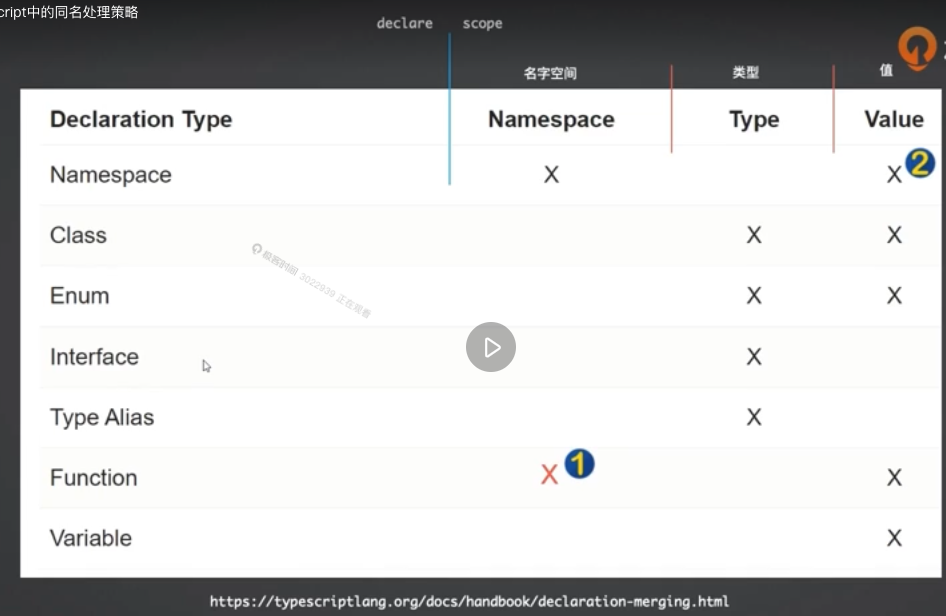 cript中的同名处理策略
declare scope
名字空间 类型 值
Declaration Type Namespace Type Value
Namespace X X 2
Class X X
极客时间 3022939 正在观看
Enum X X
Interface X
Type Alias X
Function X 1 X
Variable X
https://typescriptlang.org/docs/handbook/declaration-merging.html